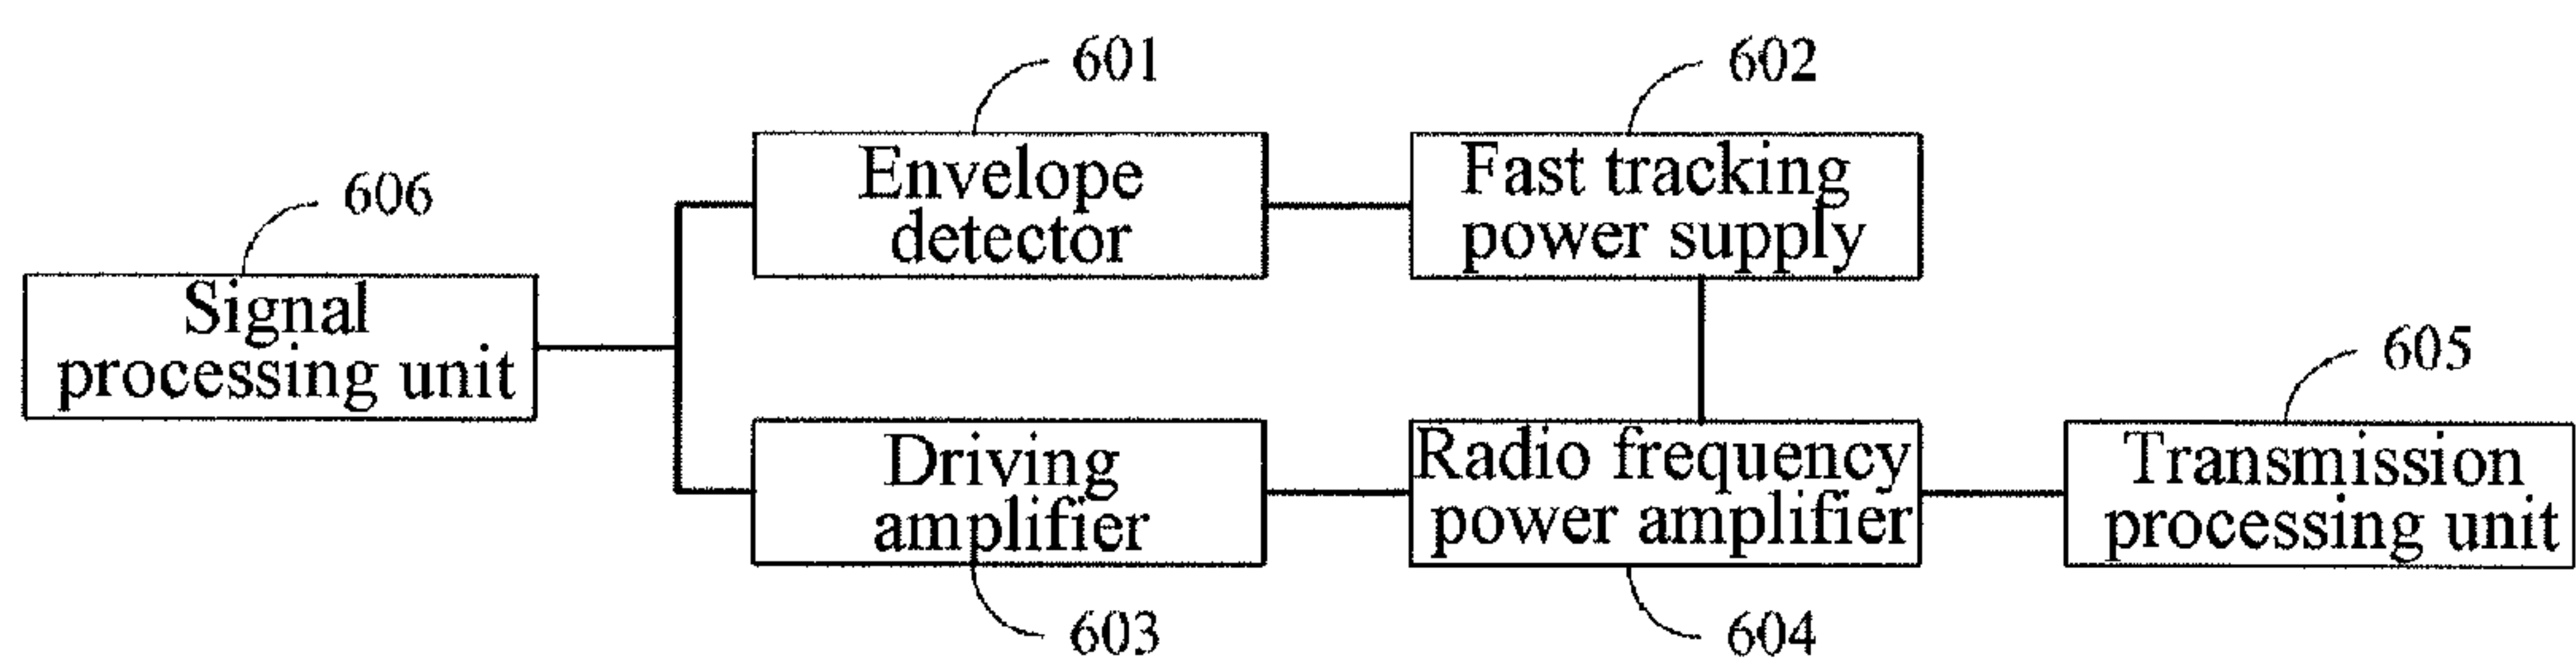 601
602
606
Envelope
detector
Fast tracking
power supply
Signal
processing unit
605
Driving
amplifier
Radio frequency
power amplifier
Transmission
processing unit
603
604